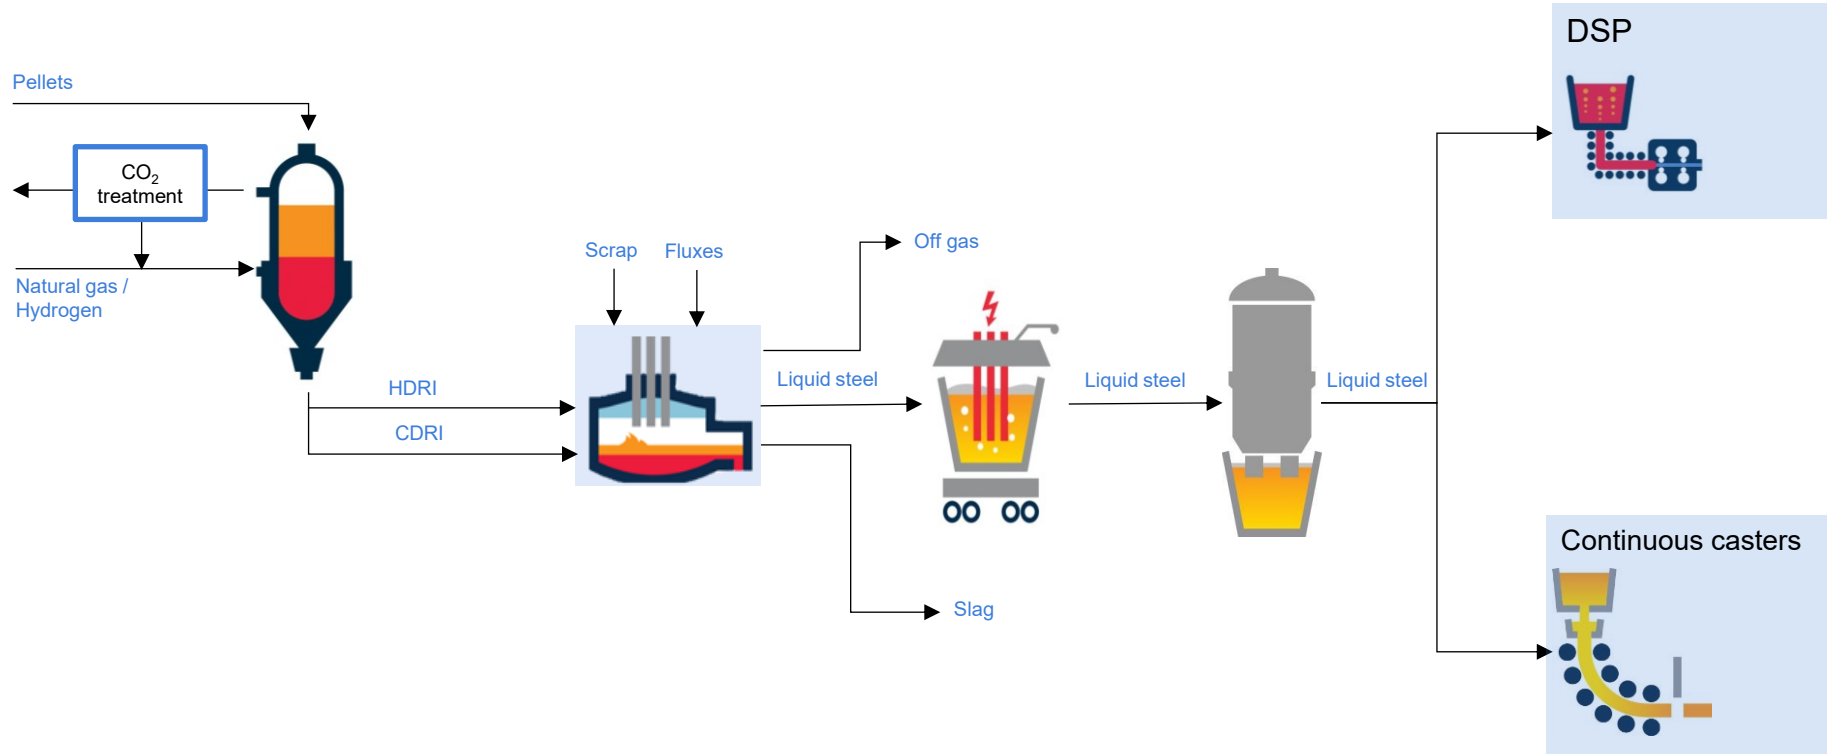 DSP
Pellets
CO₂
treatment
Natural gas /
Hydrogen
Scrap
Fluxes
Off gas
HDRI
CDRI
Liquid steel
Liquid steel
Liquid steel
Slag
Continuous casters